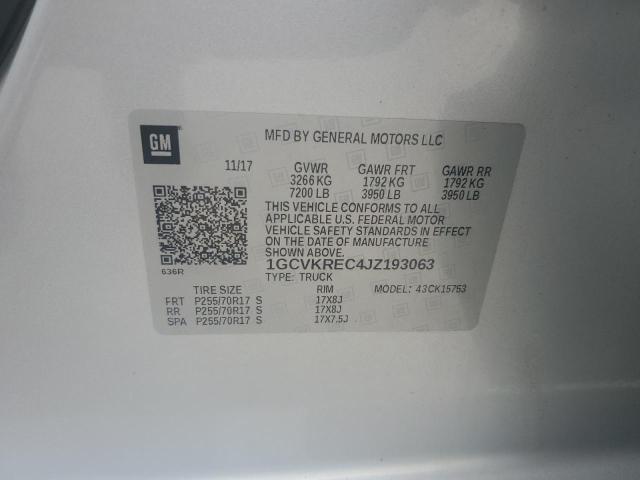 GM
MFD BY GENERAL MOTORS LLC
11/17 GVWR GAWR FRT GAWR RR
3266 KG 1792 KG 1792 KG
7200 LB 3950 LB 3950 LB
THIS VEHICLE CONFORMS TO ALL
APPLICABLE U.S. FEDERAL MOTOR
VEHICLE SAFETY STANDARDS IN
EFFECT ON THE DATE OF MANUFACTURE
SHOWN ABOVE.
1GCVKREC4JZ193063
636R
TYPE: TRUCK
TIRE SIZE RIM MODEL: 43CK15753
FRT P255/70R17 S 17X8J
RR P255/70R17 S 17X8J
SPA P255/70R17 S 17X7.5J